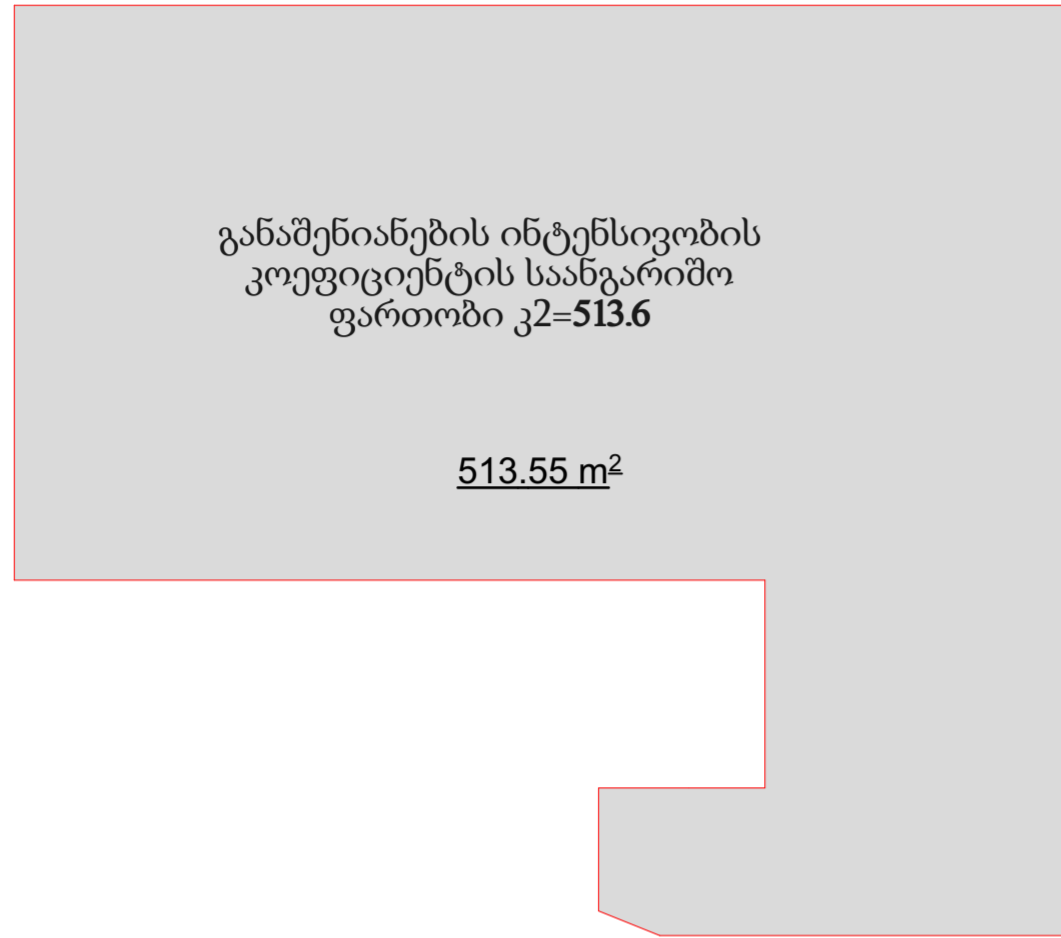 განაშენიანების ინტენსივობის
კოეფიციენტის საანგარიშო
ფართობი კ2=513.6
513.55 m²